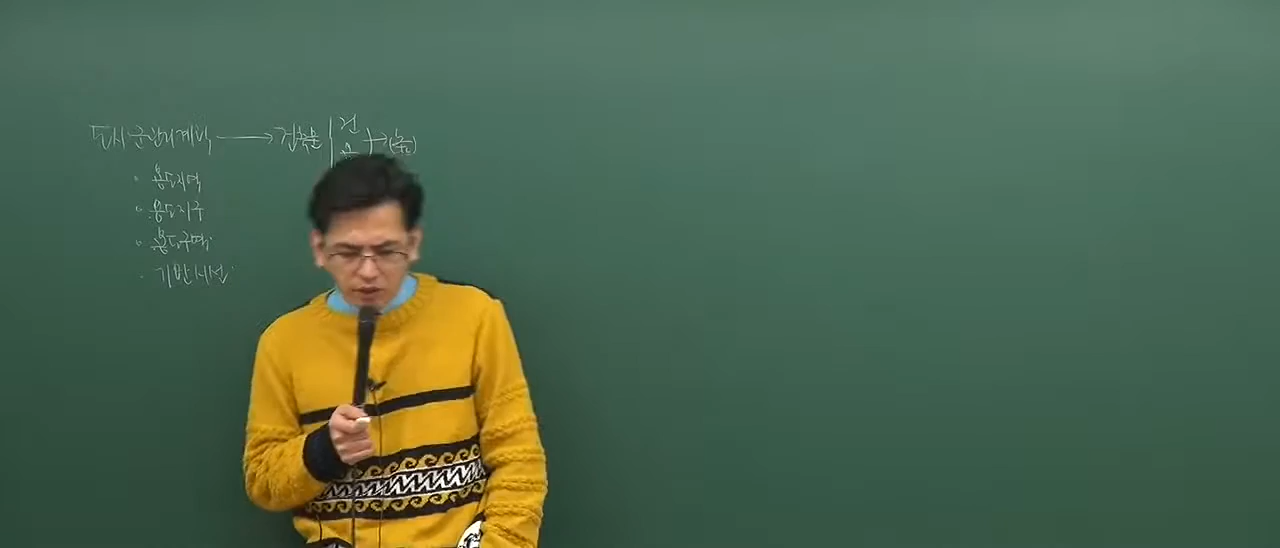 도시군관리계획 → 건축물 건
용도지역
용도지구
용도구역
기반시설